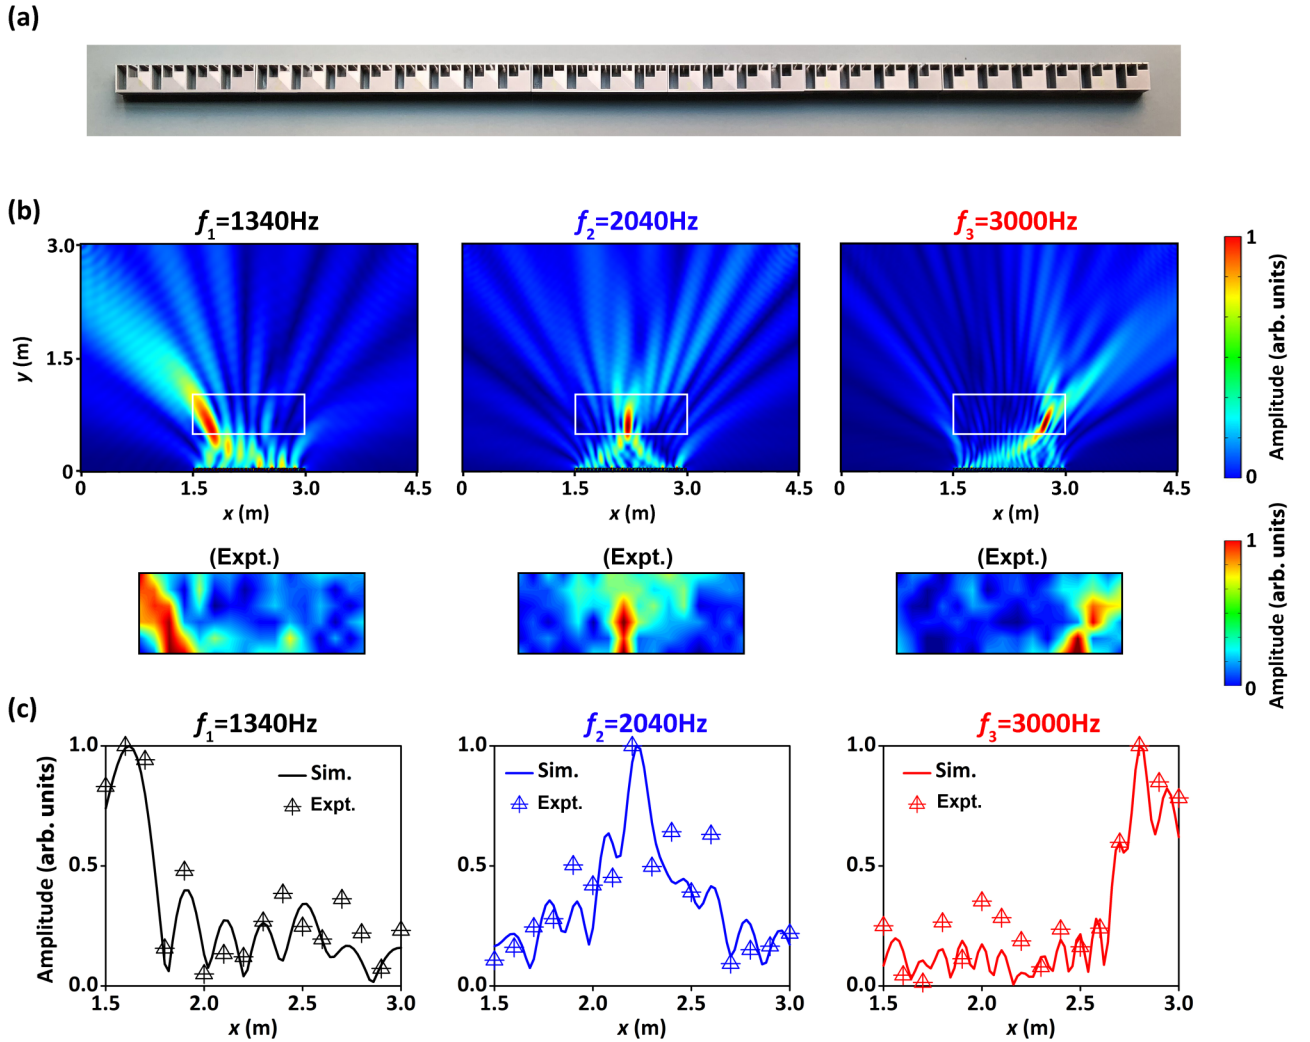 (a)
(b)
f1=1340Hz
f2=2040Hz
f3=3000Hz
3.0
1.5
0
y (m)
0 1.5 3.0 4.5
x (m)
0 1.5 3.0 4.5
x (m)
0 1.5 3.0 4.5
x (m)
1
0
Amplitude (arb. units)
(Expt.)
(Expt.)
(Expt.)
1
0
Amplitude (arb. units)
(c)
f1=1340Hz
f2=2040Hz
f3=3000Hz
Amplitude (arb. units)
1.0
0.5
0.0
Sim.
Expt.
1.5 2.0 2.5 3.0
x (m)
1.0
0.5
0.0
Sim.
Expt.
1.5 2.0 2.5 3.0
x (m)
1.0
0.5
0.0
Sim.
Expt.
1.5 2.0 2.5 3.0
x (m)